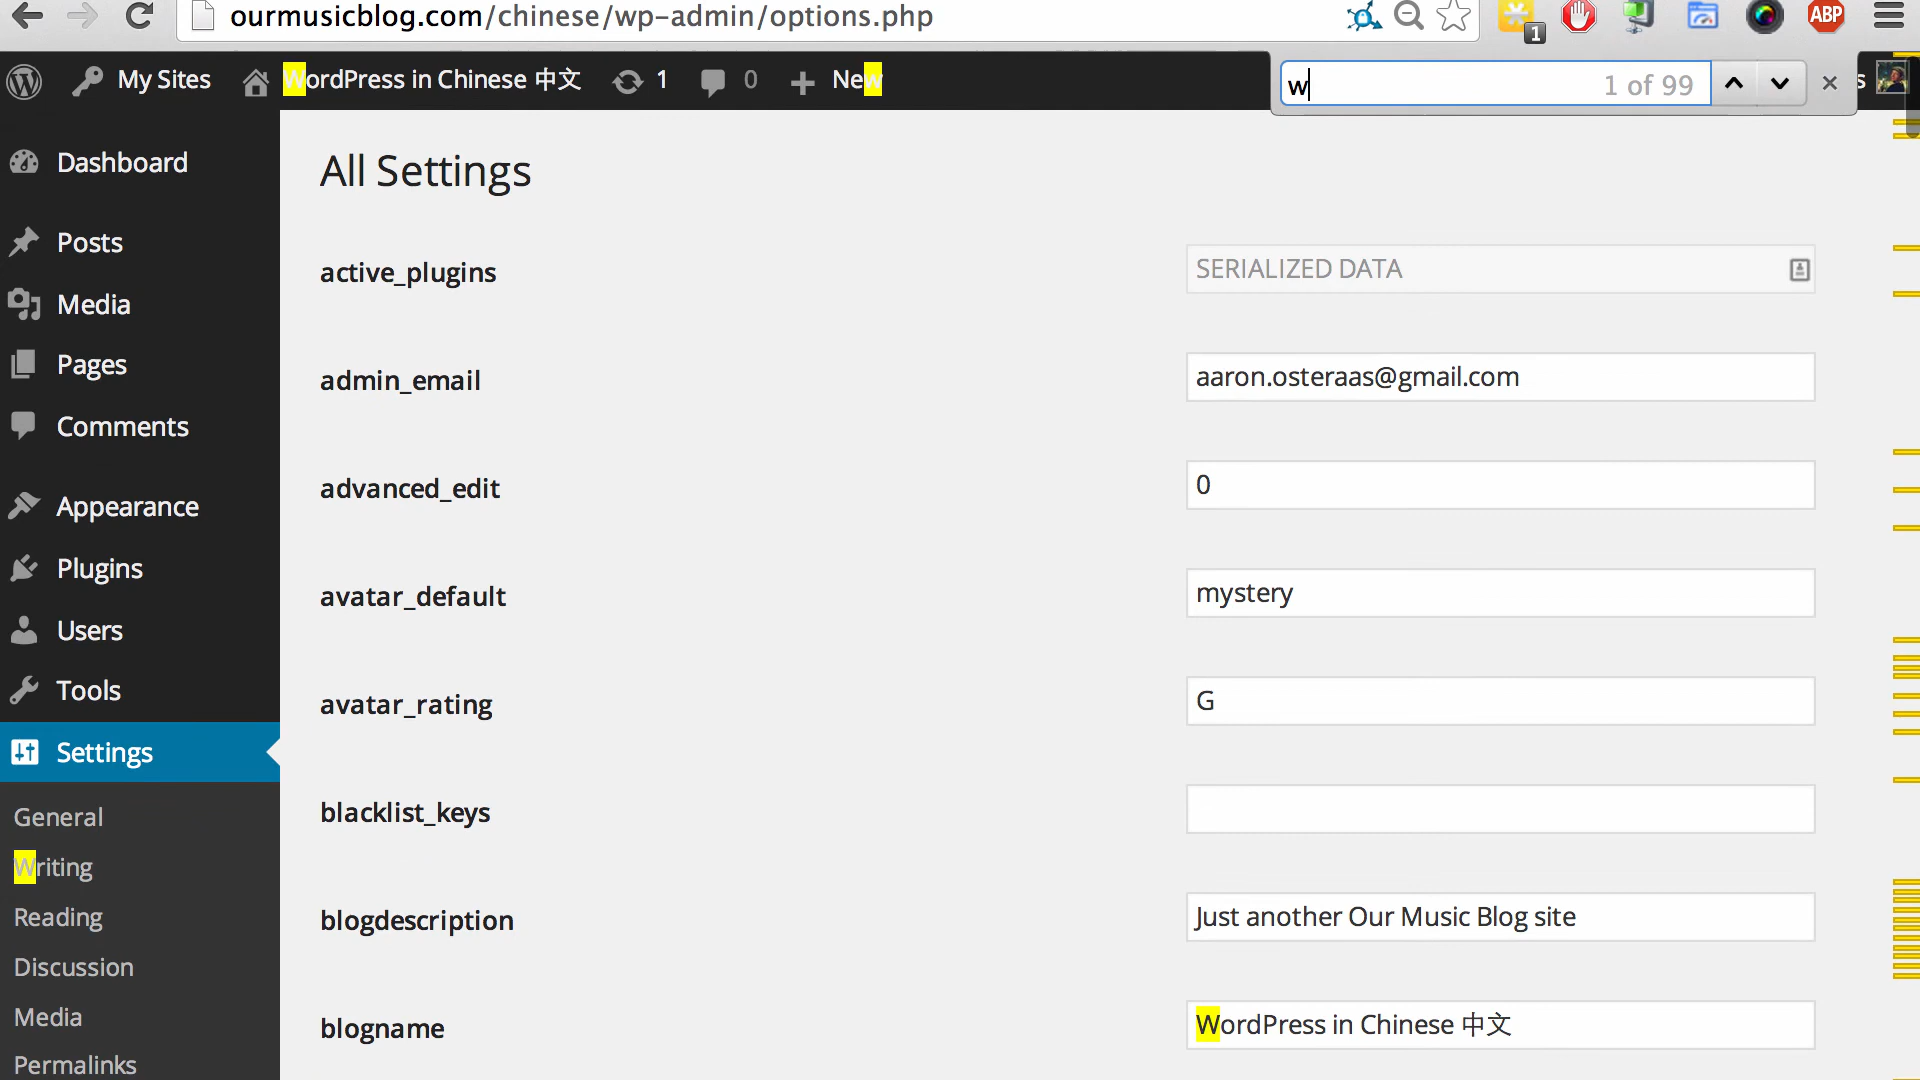 ourmusicblog.com/chinese/wp-admin/options.php
1
ABP
My Sites
WordPress in Chinese 中文
1
0
New
w
1 of 99
s
Dashboard
Posts
Media
Pages
Comments
Appearance
Plugins
Users
Tools
Settings
General
Writing
Reading
Discussion
Media
Permalinks
All Settings
active_plugins
SERIALIZED DATA
admin_email
aaron.osteraas@gmail.com
advanced_edit
0
avatar_default
mystery
avatar_rating
G
blacklist_keys
blogdescription
Just another Our Music Blog site
blogname
WordPress in Chinese 中文